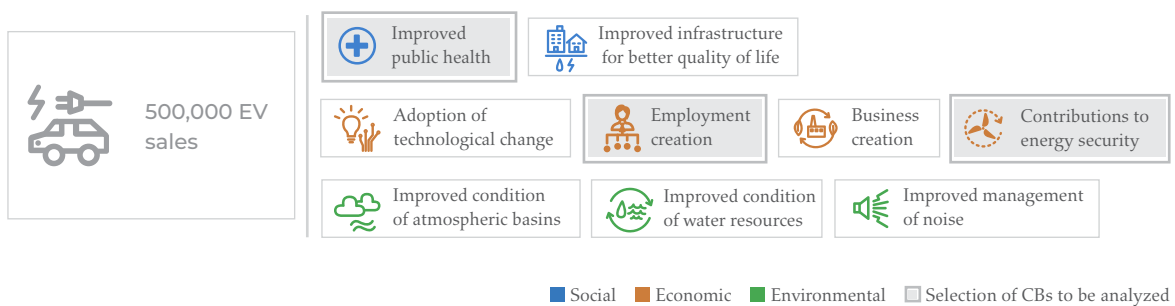 500,000 EV
sales
Improved
public health
Improved infrastructure
for better quality of life
Adoption of
technological change
Employment
creation
Business
creation
Contributions to
energy security
Improved condition
of atmospheric basins
Improved condition
of water resources
Improved management
of noise
Social
Economic
Environmental
Selection of CBs to be analyzed